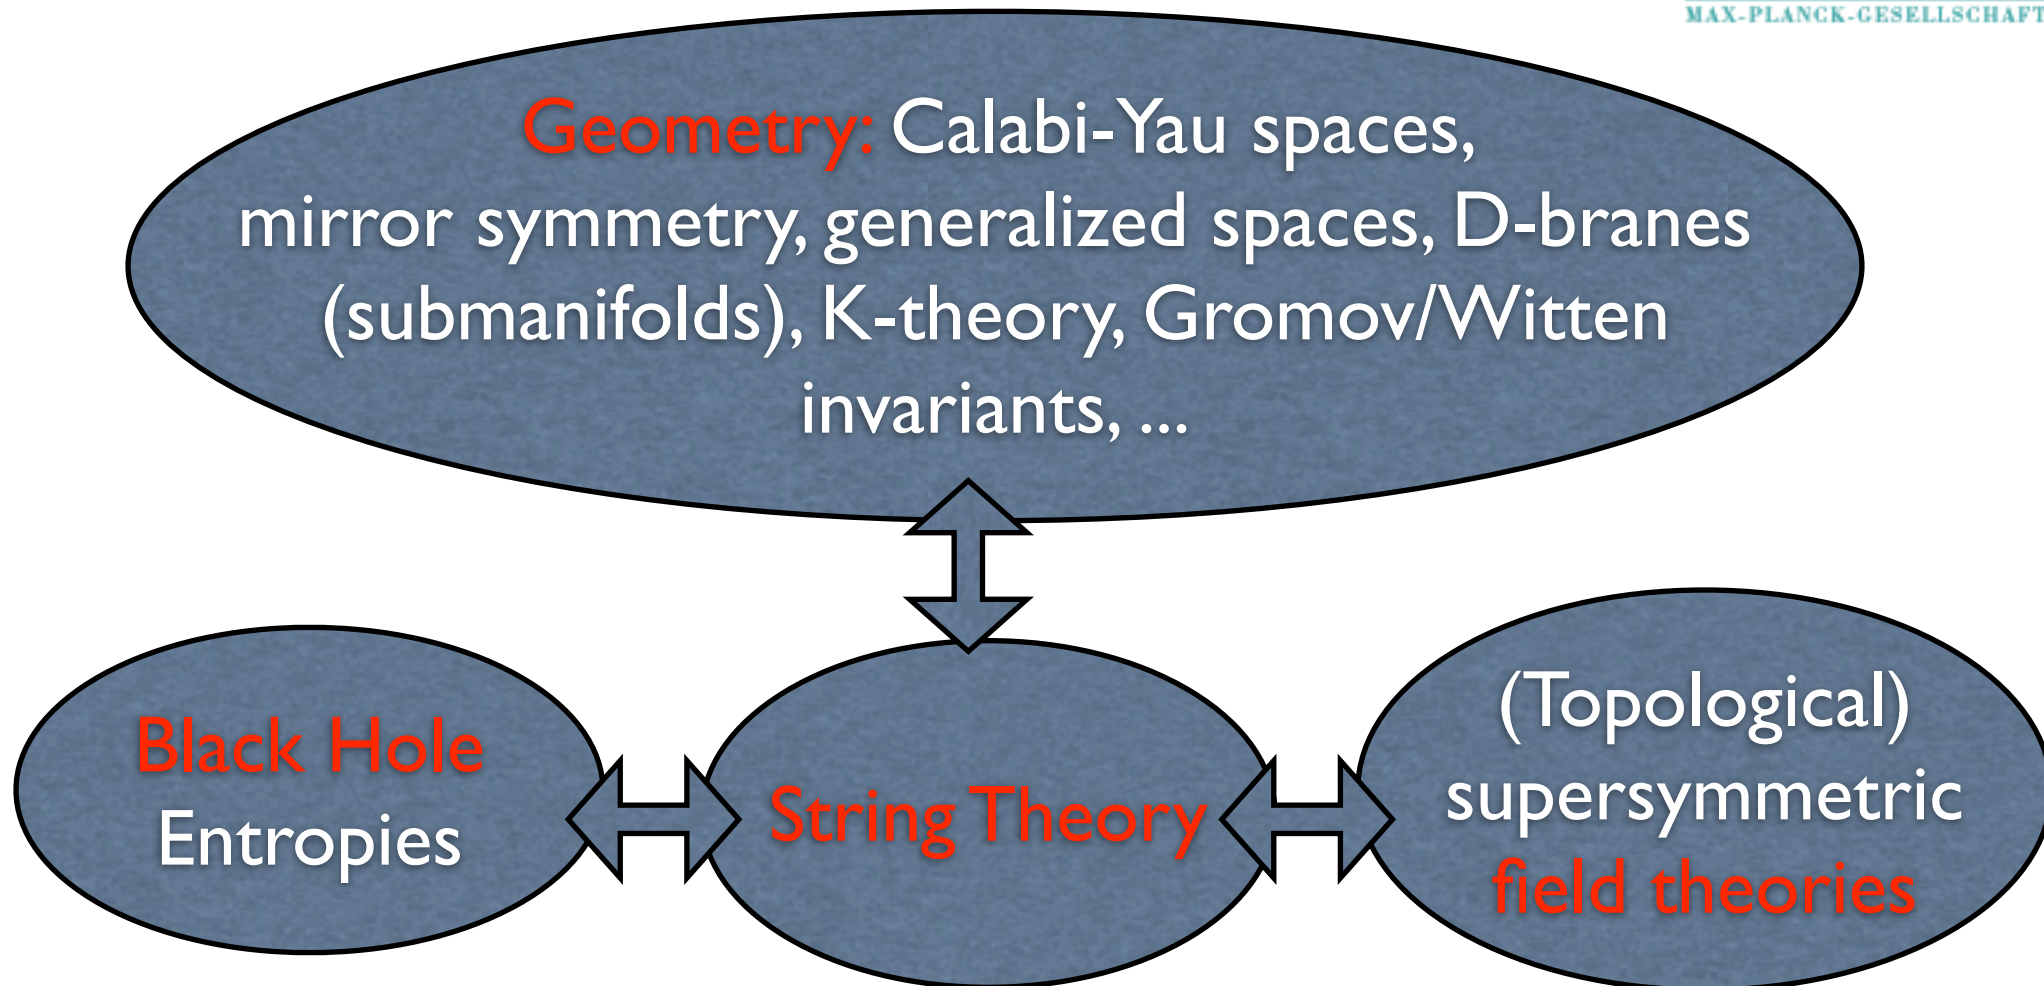 MAX-PLANCK-GESELLSCHAFT
Geometry: Calabi-Yau spaces,
mirror symmetry, generalized spaces, D-branes
(submanifolds), K-theory, Gromov/Witten
invariants, ...
Black Hole
Entropies
String Theory
(Topological)
supersymmetric
field theories